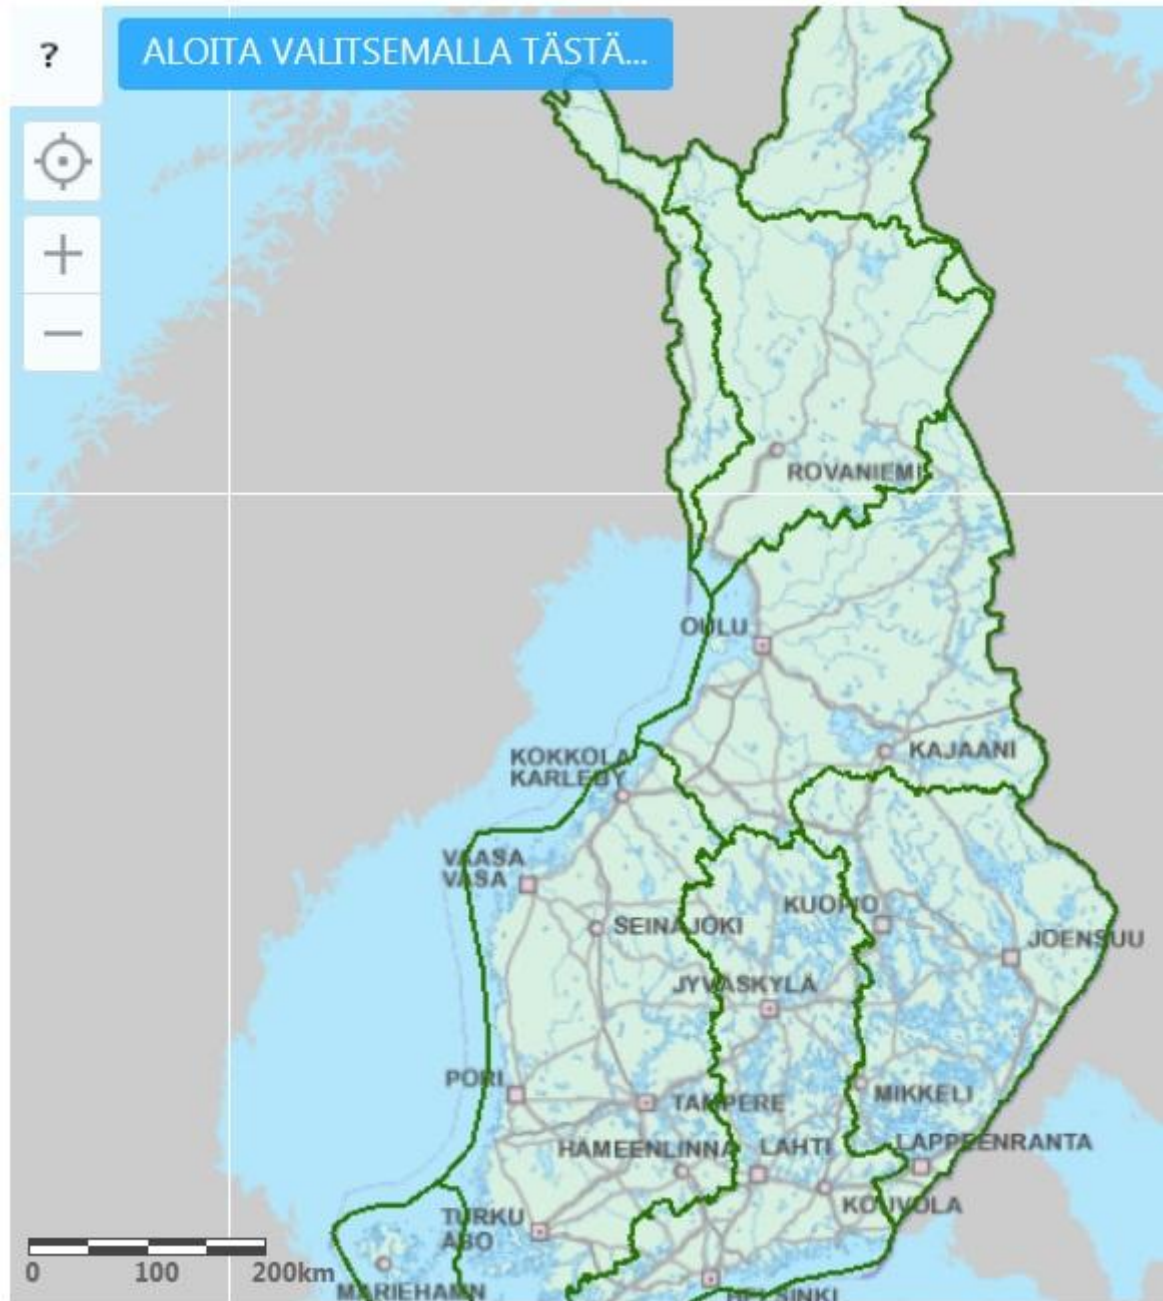 ?
ALOITA VALITSEMALLA TÄSTÄ...
+
−
ROVANIEMI
OULU
KAJAANI
KOKKOLA
KARLEBY
VAASA
VASA
SEINÄJOKI
KUOPIO
JOENSUU
JYVÄSKYLÄ
PORI
TAMPERE
MIKKELI
HÄMEENLINNA
LAHTI
LAPPEENRANTA
KOUVOLA
TURKU
ÅBO
MARIEHAMN
HELSINKI
0 100 200km